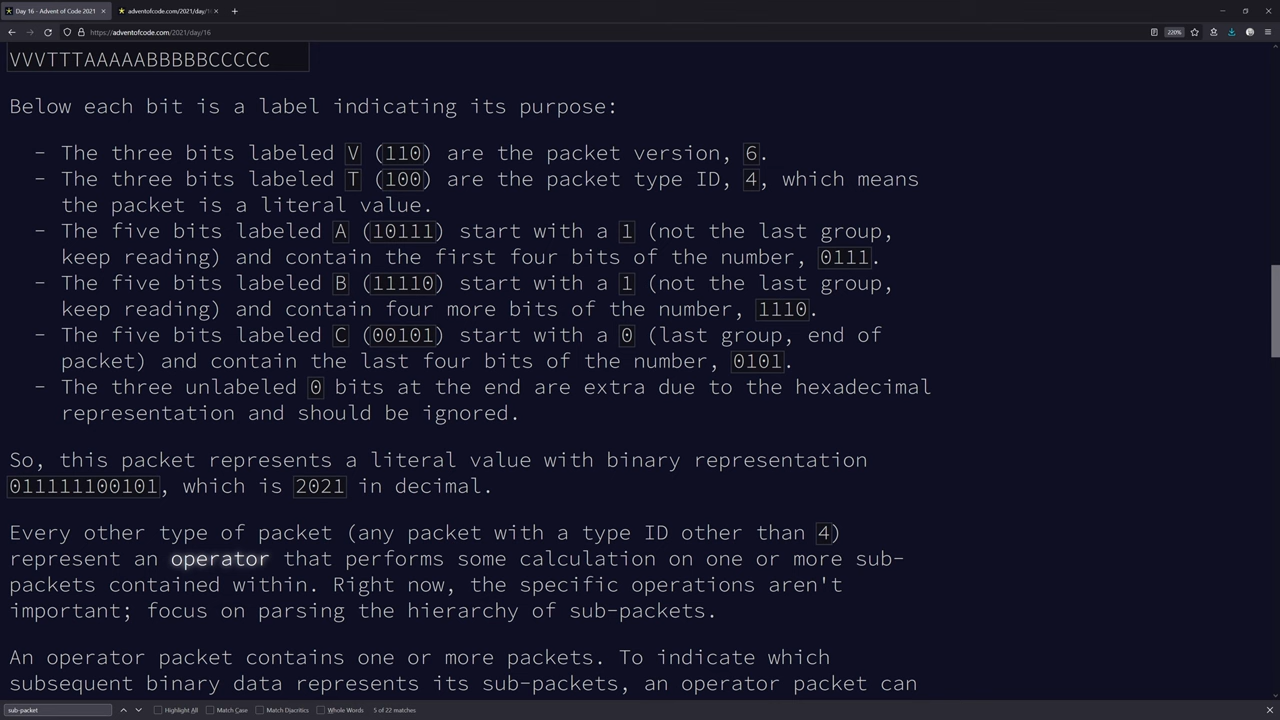 Day 16 - Advent of Code 2021
adventofcode.com/2021/day/1
https://adventofcode.com/2021/day/16
220%
VVVTTTAAAAABBBBBCCCCC
Below each bit is a label indicating its purpose:
- The three bits labeled V (110) are the packet version, 6.
- The three bits labeled T (100) are the packet type ID, 4, which means
the packet is a literal value.
- The five bits labeled A (10111) start with a 1 (not the last group,
keep reading) and contain the first four bits of the number, 0111.
- The five bits labeled B (11110) start with a 1 (not the last group,
keep reading) and contain four more bits of the number, 1110.
- The five bits labeled C (00101) start with a 0 (last group, end of
packet) and contain the last four bits of the number, 0101.
- The three unlabeled 0 bits at the end are extra due to the hexadecimal
representation and should be ignored.
So, this packet represents a literal value with binary representation
011111100101, which is 2021 in decimal.
Every other type of packet (any packet with a type ID other than 4)
represent an operator that performs some calculation on one or more sub-
packets contained within. Right now, the specific operations aren't
important; focus on parsing the hierarchy of sub-packets.
An operator packet contains one or more packets. To indicate which
subsequent binary data represents its sub-packets, an operator packet can
sub-packet
Highlight All
Match Case
Match Diacritics
Whole Words
5 of 22 matches